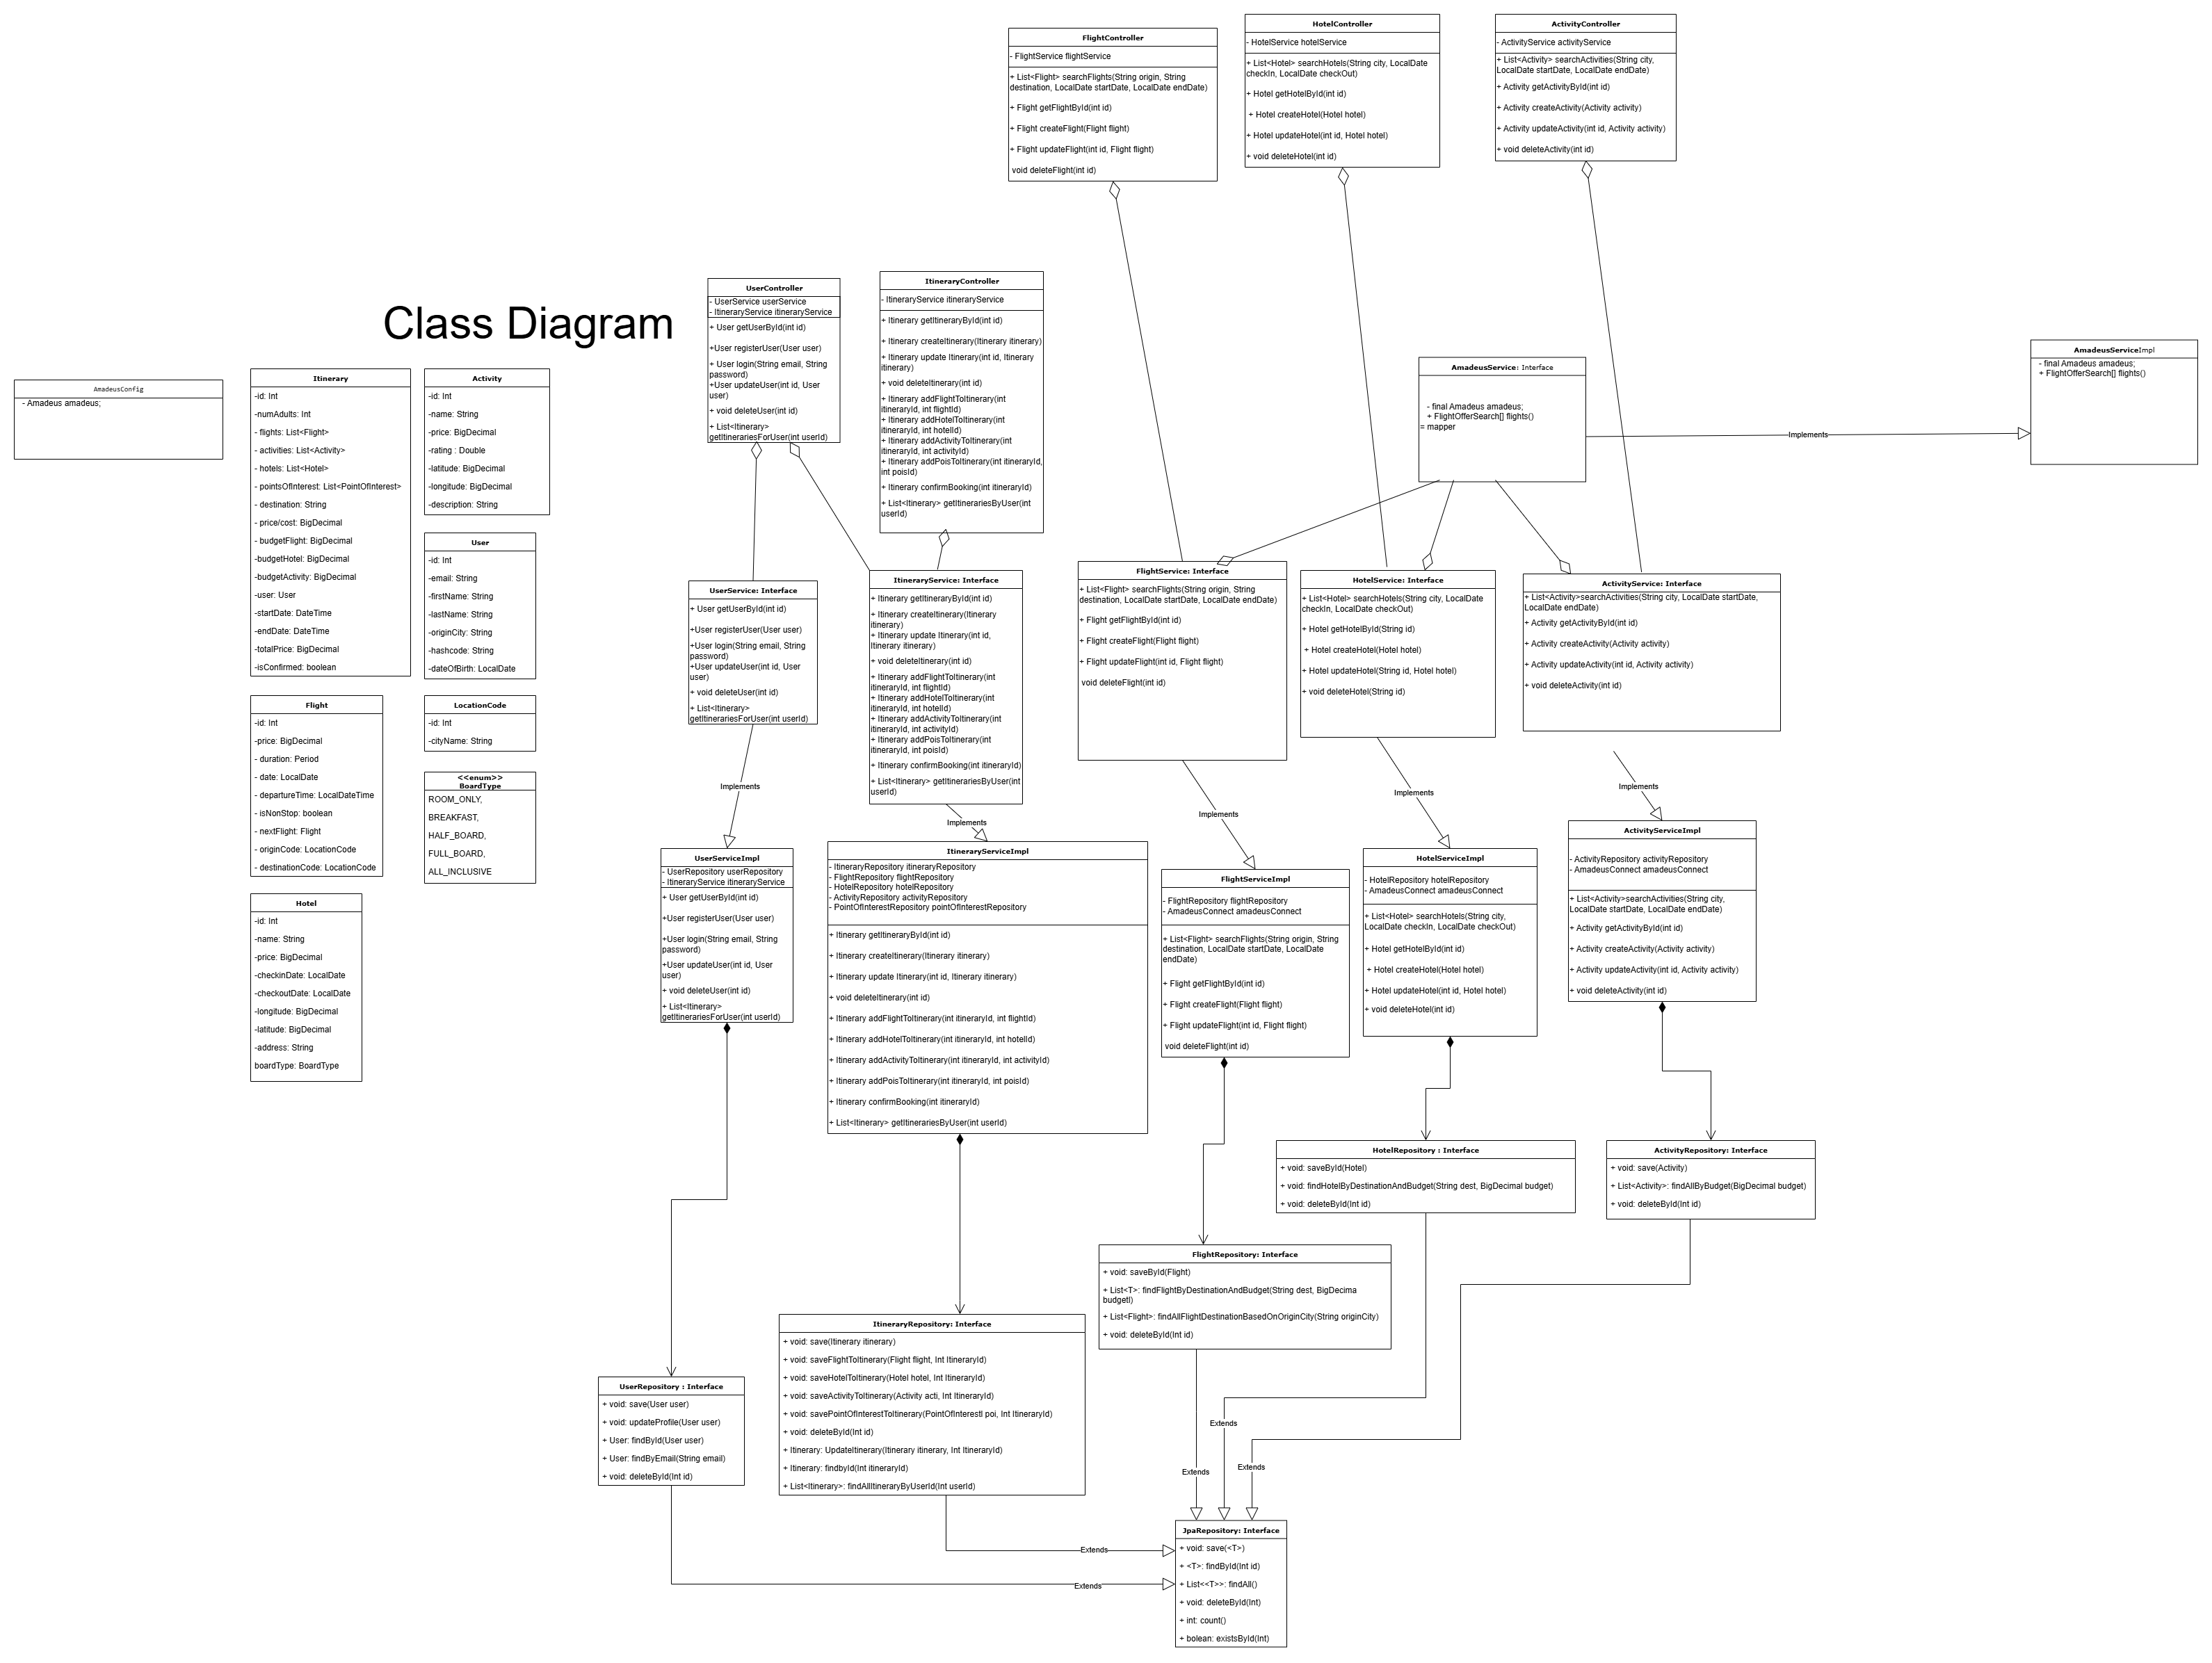 Class Diagram
FlightController
- FlightService flightService
+ List<Flight> searchFlights(String origin, String
destination, LocalDate startDate, LocalDate endDate)
+ Flight getFlightById(int id)
+ Flight createFlight(Flight flight)
+ Flight updateFlight(int id, Flight flight)
void deleteFlight(int id)
HotelController
- HotelService hotelService
+ List<Hotel> searchHotels(String city, LocalDate
checkIn, LocalDate checkOut)
+ Hotel getHotelById(int id)
+ Hotel createHotel(Hotel hotel)
+ Hotel updateHotel(int id, Hotel hotel)
+ void deleteHotel(int id)
ActivityController
- ActivityService activityService
+ List<Activity> searchActivities(String city,
LocalDate startDate, LocalDate endDate)
+ Activity getActivityById(int id)
+ Activity createActivity(Activity activity)
+ Activity updateActivity(int id, Activity activity)
+ void deleteActivity(int id)
UserController
- UserService userService
- ItineraryService itineraryService
+ User getUserById(int id)
+User registerUser(User user)
+ User login(String email, String
password)
+User updateUser(int id, User
user)
+ void deleteUser(int id)
+ List<Itinerary>
getItinerariesForUser(int userId)
ItineraryController
- ItineraryService itineraryService
+ Itinerary getItineraryById(int id)
+ Itinerary createItinerary(Itinerary itinerary)
+ Itinerary update Itinerary(int id, Itinerary
itinerary)
+ void deleteItinerary(int id)
+ Itinerary addFlightToItinerary(int
itineraryId, int flightId)
+ Itinerary addHotelToItinerary(int
itineraryId, int hotelId)
+ Itinerary addActivityToItinerary(int
itineraryId, int activityId)
+ Itinerary addPoisToItinerary(int itineraryId,
int poisId)
+ Itinerary confirmBooking(int itineraryId)
+ List<Itinerary> getItinerariesByUser(int
userId)
AmadeusService: Interface
- final Amadeus amadeus;
+ FlightOfferSearch[] flights()
= mapper
Implements
AmadeusServiceImpl
- final Amadeus amadeus;
+ FlightOfferSearch[] flights()
AmadeusConfig
- Amadeus amadeus;
Itinerary
-id: Int
-numAdults: Int
- flights: List<Flight>
- activities: List<Activity>
- hotels: List<Hotel>
- pointsOfInterest: List<PointOfInterest>
- destination: String
- price/cost: BigDecimal
- budgetFlight: BigDecimal
-budgetHotel: BigDecimal
-budgetActivity: BigDecimal
-user: User
-startDate: DateTime
-endDate: DateTime
-totalPrice: BigDecimal
-isConfirmed: boolean
Activity
-id: Int
-name: String
-price: BigDecimal
-rating : Double
-latitude: BigDecimal
-longitude: BigDecimal
-description: String
User
-id: Int
-email: String
-firstName: String
-lastName: String
-originCity: String
-hashcode: String
-dateOfBirth: LocalDate
Flight
-id: Int
-price: BigDecimal
- duration: Period
- date: LocalDate
- departureTime: LocalDateTime
- isNonStop: boolean
- nextFlight: Flight
- originCode: LocationCode
- destinationCode: LocationCode
LocationCode
-id: Int
-cityName: String
<<enum>>
BoardType
ROOM_ONLY,
BREAKFAST,
HALF_BOARD,
FULL_BOARD,
ALL_INCLUSIVE
Hotel
-id: Int
-name: String
-price: BigDecimal
-checkinDate: LocalDate
-checkoutDate: LocalDate
-longitude: BigDecimal
-latitude: BigDecimal
-address: String
boardType: BoardType
UserService: Interface
+ User getUserById(int id)
+User registerUser(User user)
+User login(String email, String
password)
+User updateUser(int id, User
user)
+ void deleteUser(int id)
+ List<Itinerary>
getItinerariesForUser(int userId)
ItineraryService: Interface
+ Itinerary getItineraryById(int id)
+ Itinerary createItinerary(Itinerary
itinerary)
+ Itinerary update Itinerary(int id,
Itinerary itinerary)
+ void deleteItinerary(int id)
+ Itinerary addFlightToItinerary(int
itineraryId, int flightId)
+ Itinerary addHotelToItinerary(int
itineraryId, int hotelId)
+ Itinerary addActivityToItinerary(int
itineraryId, int activityId)
+ Itinerary addPoisToItinerary(int
itineraryId, int poisId)
+ Itinerary confirmBooking(int itineraryId)
+ List<Itinerary> getItinerariesByUser(int
userId)
FlightService: Interface
+ List<Flight> searchFlights(String origin, String
destination, LocalDate startDate, LocalDate endDate)
+ Flight getFlightById(int id)
+ Flight createFlight(Flight flight)
+ Flight updateFlight(int id, Flight flight)
void deleteFlight(int id)
HotelService: Interface
+ List<Hotel> searchHotels(String city, LocalDate
checkIn, LocalDate checkOut)
+ Hotel getHotelById(String id)
+ Hotel createHotel(Hotel hotel)
+ Hotel updateHotel(String id, Hotel hotel)
+ void deleteHotel(String id)
ActivityService: Interface
+ List<Activity>searchActivities(String city, LocalDate startDate,
LocalDate endDate)
+ Activity getActivityById(int id)
+ Activity createActivity(Activity activity)
+ Activity updateActivity(int id, Activity activity)
+ void deleteActivity(int id)
Implements
Implements
Implements
Implements
Implements
UserServiceImpl
- UserRepository userRepository
- ItineraryService itineraryService
+ User getUserById(int id)
+User registerUser(User user)
+User login(String email, String
password)
+User updateUser(int id, User
user)
+ void deleteUser(int id)
+ List<Itinerary>
getItinerariesForUser(int userId)
ItineraryServiceImpl
- ItineraryRepository itineraryRepository
- FlightRepository flightRepository
- HotelRepository hotelRepository
- ActivityRepository activityRepository
- PointOfInterestRepository pointOfInterestRepository
+ Itinerary getItineraryById(int id)
+ Itinerary createItinerary(Itinerary itinerary)
+ Itinerary update Itinerary(int id, Itinerary itinerary)
+ void deleteItinerary(int id)
+ Itinerary addFlightToItinerary(int itineraryId, int flightId)
+ Itinerary addHotelToItinerary(int itineraryId, int hotelId)
+ Itinerary addActivityToItinerary(int itineraryId, int activityId)
+ Itinerary addPoisToItinerary(int itineraryId, int poisId)
+ Itinerary confirmBooking(int itineraryId)
+ List<Itinerary> getItinerariesByUser(int userId)
FlightServiceImpl
- FlightRepository flightRepository
- AmadeusConnect amadeusConnect
+ List<Flight> searchFlights(String origin, String
destination, LocalDate startDate, LocalDate
endDate)
+ Flight getFlightById(int id)
+ Flight createFlight(Flight flight)
+ Flight updateFlight(int id, Flight flight)
void deleteFlight(int id)
HotelServiceImpl
- HotelRepository hotelRepository
- AmadeusConnect amadeusConnect
+ List<Hotel> searchHotels(String city,
LocalDate checkIn, LocalDate checkOut)
+ Hotel getHotelById(int id)
+ Hotel createHotel(Hotel hotel)
+ Hotel updateHotel(int id, Hotel hotel)
+ void deleteHotel(int id)
ActivityServiceImpl
- ActivityRepository activityRepository
- AmadeusConnect amadeusConnect
+ List<Activity>searchActivities(String city,
LocalDate startDate, LocalDate endDate)
+ Activity getActivityById(int id)
+ Activity createActivity(Activity activity)
+ Activity updateActivity(int id, Activity activity)
+ void deleteActivity(int id)
HotelRepository : Interface
+ void: saveById(Hotel)
+ void: findHotelByDestinationAndBudget(String dest, BigDecimal budget)
+ void: deleteById(Int id)
ActivityRepository: Interface
+ void: save(Activity)
+ List<Activity>: findAllByBudget(BigDecimal budget)
+ void: deleteById(Int id)
FlightRepository: Interface
+ void: saveById(Flight)
+ List<T>: findFlightByDestinationAndBudget(String dest, BigDecima
budgetl)
+ List<Flight>: findAllFlightDestinationBasedOnOriginCity(String originCity)
+ void: deleteById(Int id)
ItineraryRepository: Interface
+ void: save(Itinerary itinerary)
+ void: saveFlightToItinerary(Flight flight, Int ItineraryId)
+ void: saveHotelToItinerary(Hotel hotel, Int ItineraryId)
+ void: saveActivityToItinerary(Activity acti, Int ItineraryId)
+ void: savePointOfInterestToItinerary(PointOfInterestI poi, Int ItineraryId)
+ void: deleteById(Int id)
+ Itinerary: UpdateItinerary(Itinerary itinerary, Int ItineraryId)
+ Itinerary: findbyId(Int itineraryId)
+ List<Itinerary>: findAllItineraryByUserId(Int userId)
UserRepository : Interface
+ void: save(User user)
+ void: updateProfile(User user)
+ User: findById(User user)
+ User: findByEmail(String email)
+ void: deleteById(Int id)
Extends
Extends
Extends
Extends
Extends
JpaRepository: Interface
+ void: save(<T>)
+ <T>: findById(Int id)
+ List<<T>>: findAll()
+ void: deleteById(Int)
+ int: count()
+ bolean: existsById(Int)